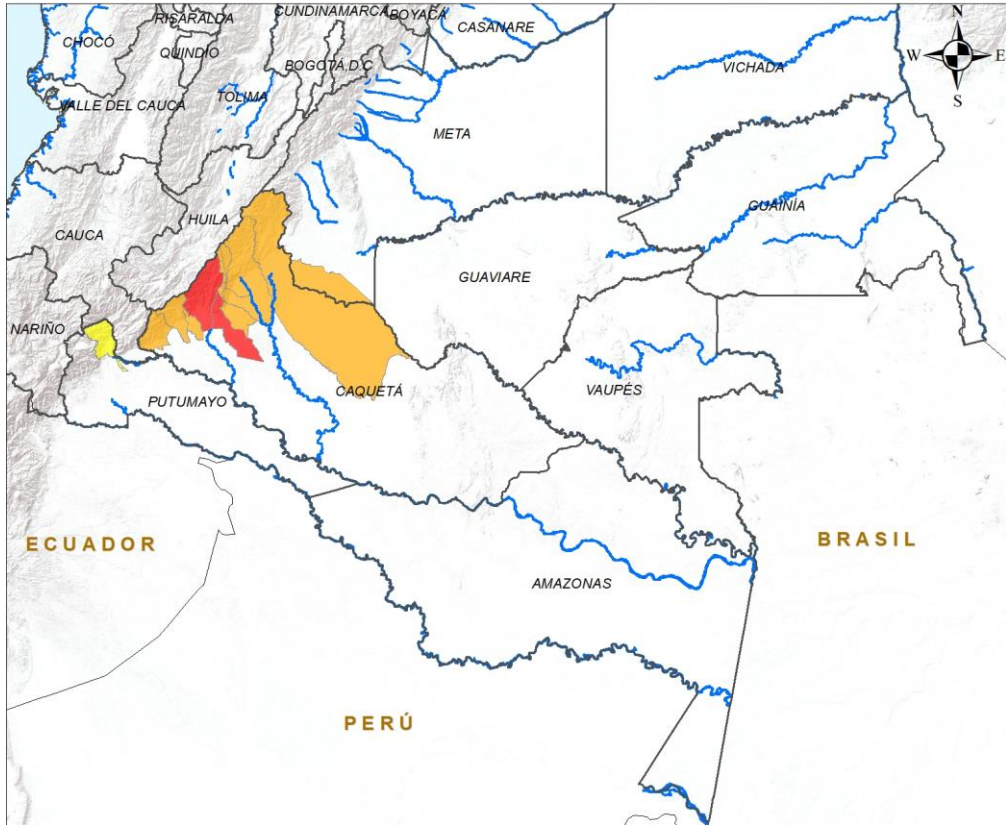 RISARALDA
CUNDINAMARCA
BOYACÁ
CASANARE
CHOCÓ
QUINDÍO
BOGOTÁ D.C
VICHADA
N
W
E
S
VALLE DEL CAUCA
TOLIMA
META
HUILA
GUAINÍA
CAUCA
GUAVIARE
NARIÑO
CAQUETÁ
VAUPÉS
PUTUMAYO
ECUADOR
BRASIL
AMAZONAS
PERÚ